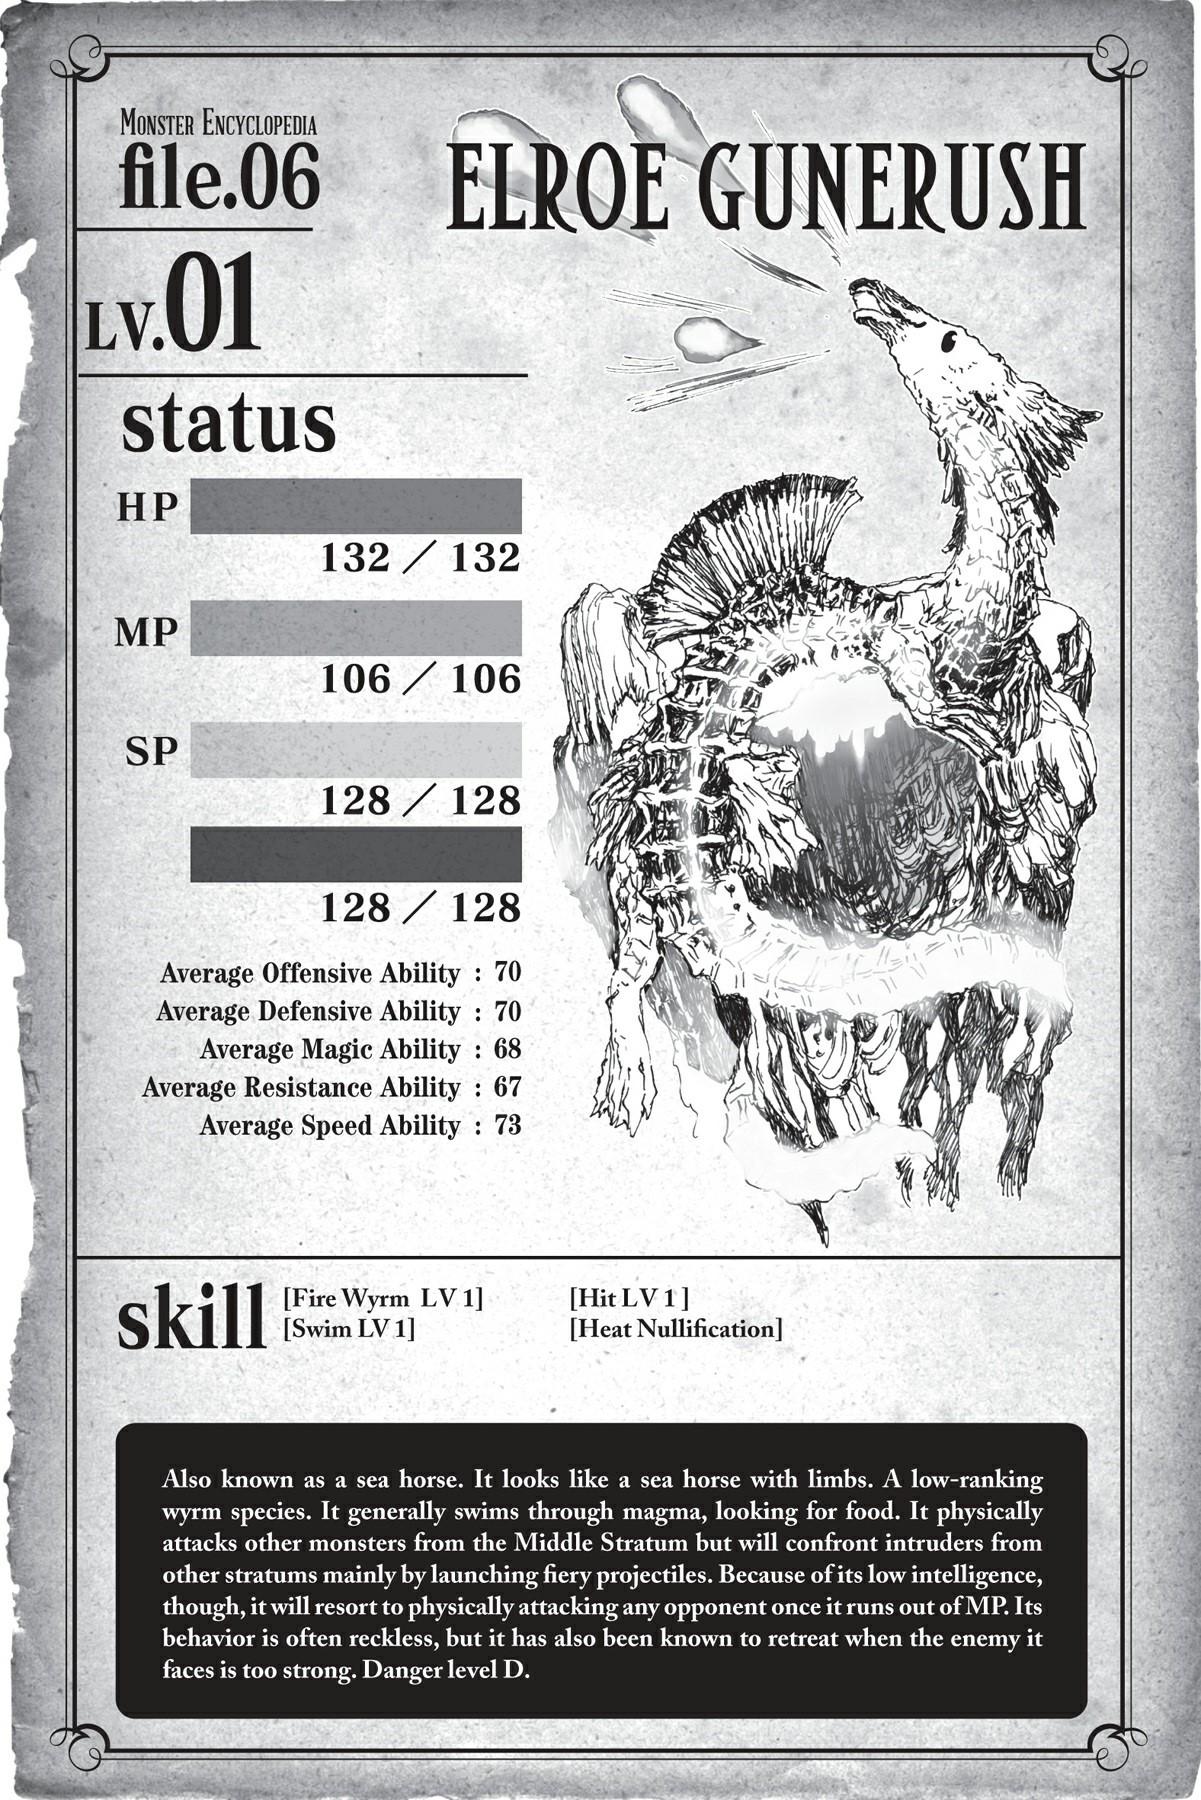 MONSTER ENCYCLOPEDIA
file.06
ELROE GUNERUSH
LV.01
status
HP
132 / 132
MP
106 / 106
SP
128 / 128
128 / 128
Average Offensive Ability : 70
Average Defensive Ability : 70
Average Magic Ability : 68
Average Resistance Ability : 67
Average Speed Ability : 73
skill
[Fire Wyrm LV 1] [Hit LV 1 ]
[Swim LV 1] [Heat Nullification]
Also known as a sea horse. It looks like a sea horse with limbs. A low-ranking
wyrm species. It generally swims through magma, looking for food. It physically
attacks other monsters from the Middle Stratum but will confront intruders from
other stratums mainly by launching fiery projectiles. Because of its low intelligence,
though, it will resort to physically attacking any opponent once it runs out of MP. Its
behavior is often reckless, but it has also been known to retreat when the enemy it
faces is too strong. Danger level D.